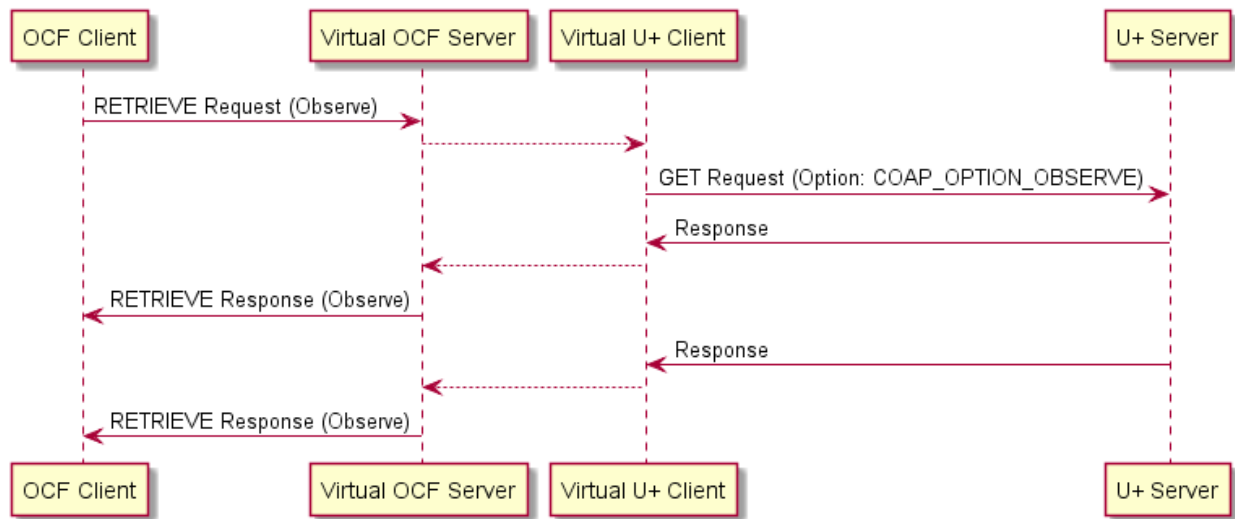 OCF Client
Virtual OCF Server
Virtual U+ Client
U+ Server
RETRIEVE Request (Observe)
GET Request (Option: COAP_OPTION_OBSERVE)
Response
RETRIEVE Response (Observe)
Response
RETRIEVE Response (Observe)
OCF Client
Virtual OCF Server
Virtual U+ Client
U+ Server